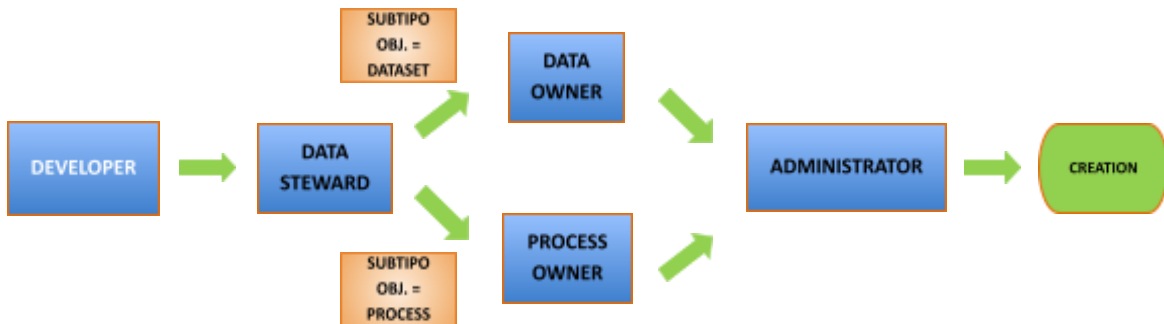 SUBTIPO
OBJ. =
DATASET
DATA
OWNER
DEVELOPER
DATA
STEWARD
ADMINISTRATOR
CREATION
PROCESS
OWNER
SUBTIPO
OBJ. =
PROCESS